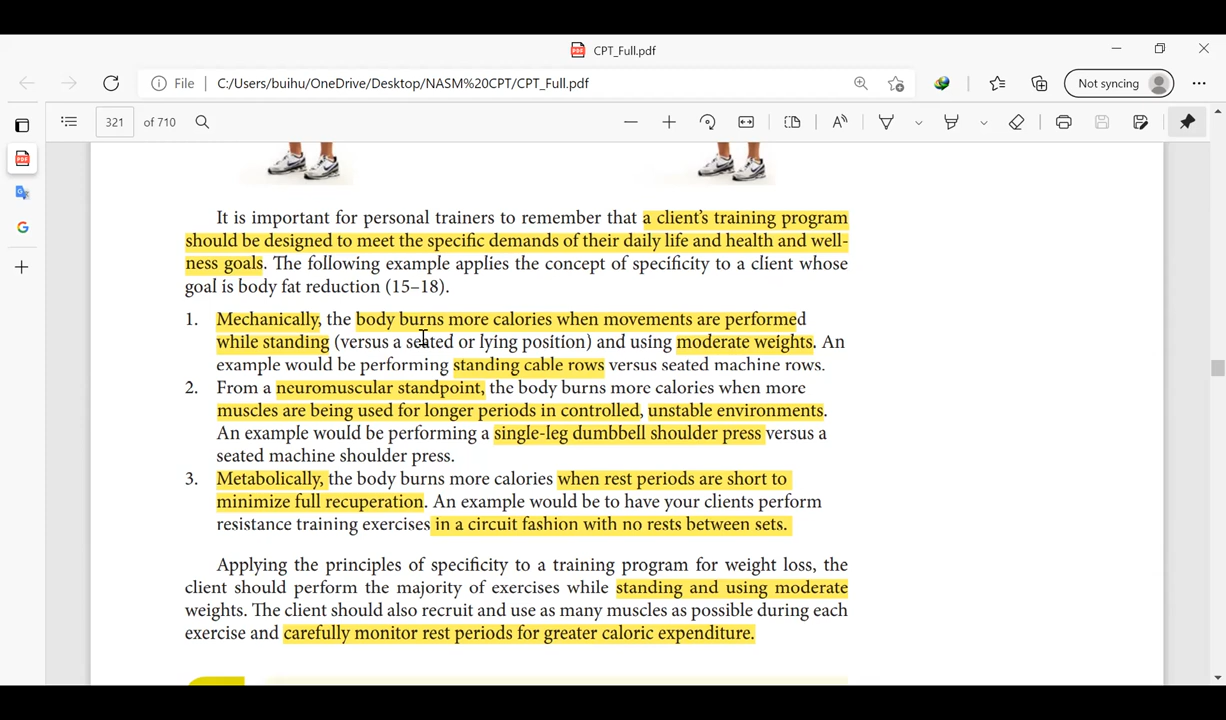 CPT_Full.pdf
File
C:/Users/buihu/OneDrive/Desktop/NASM%20CPT/CPT_Full.pdf
Not syncing
321 of 710
It is important for personal trainers to remember that a client's training program
should be designed to meet the specific demands of their daily life and health and well-
ness goals. The following example applies the concept of specificity to a client whose
goal is body fat reduction (15–18).
1. Mechanically, the body burns more calories when movements are performed
while standing (versus a seated or lying position) and using moderate weights. An
example would be performing standing cable rows versus seated machine rows.
2. From a neuromuscular standpoint, the body burns more calories when more
muscles are being used for longer periods in controlled, unstable environments.
An example would be performing a single-leg dumbbell shoulder press versus a
seated machine shoulder press.
3. Metabolically, the body burns more calories when rest periods are short to
minimize full recuperation. An example would be to have your clients perform
resistance training exercises in a circuit fashion with no rests between sets.
Applying the principles of specificity to a training program for weight loss, the
client should perform the majority of exercises while standing and using moderate
weights. The client should also recruit and use as many muscles as possible during each
exercise and carefully monitor rest periods for greater caloric expenditure.